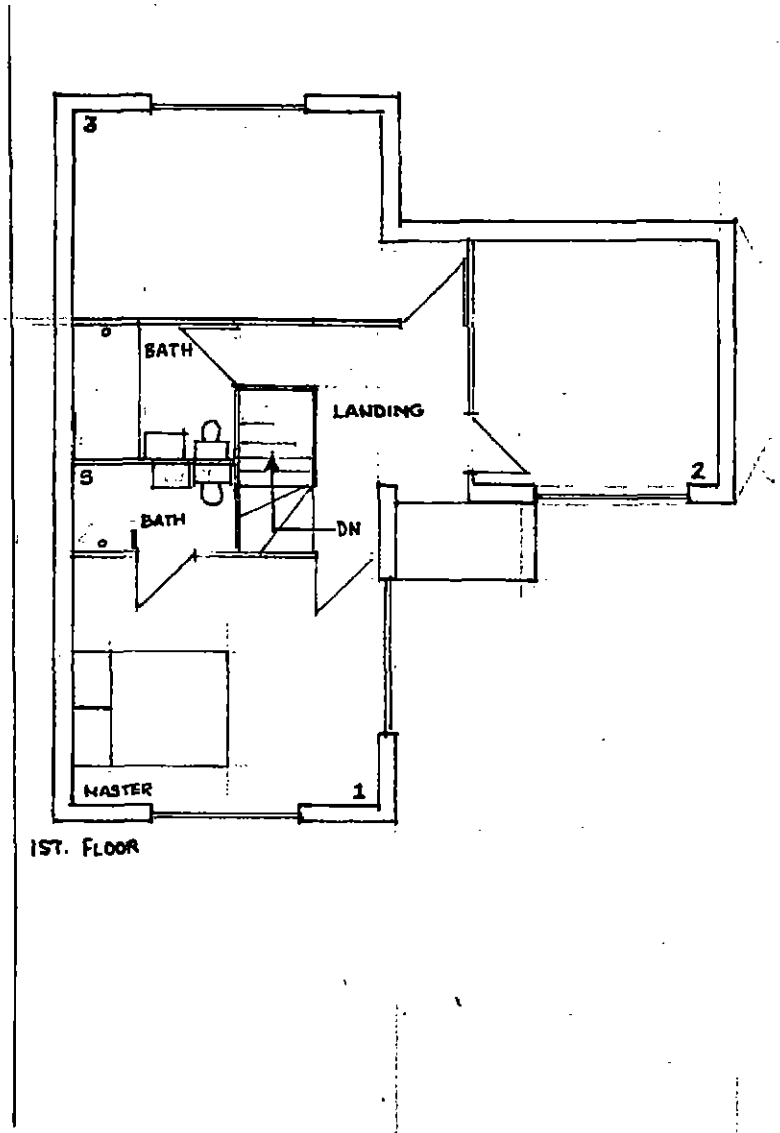 3
BATH
LANDING
S
2
BATH
DN
MASTER
1
1ST. FLOOR